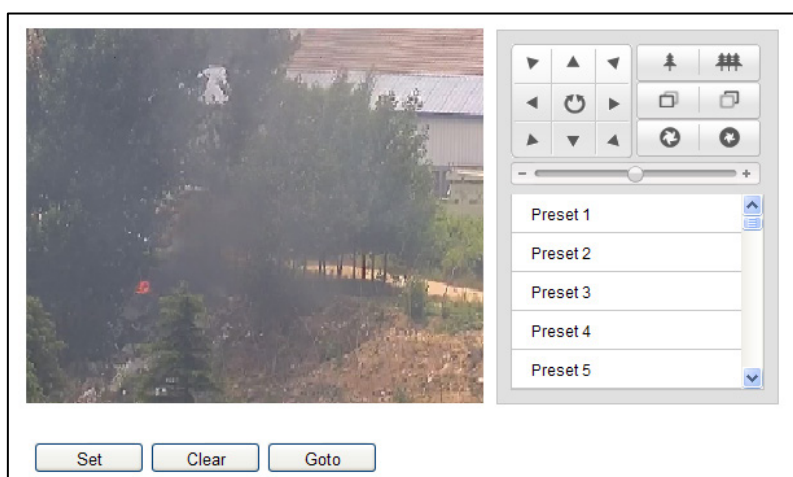 - +
Preset 1
Preset 2
Preset 3
Preset 4
Preset 5
Set Clear Goto